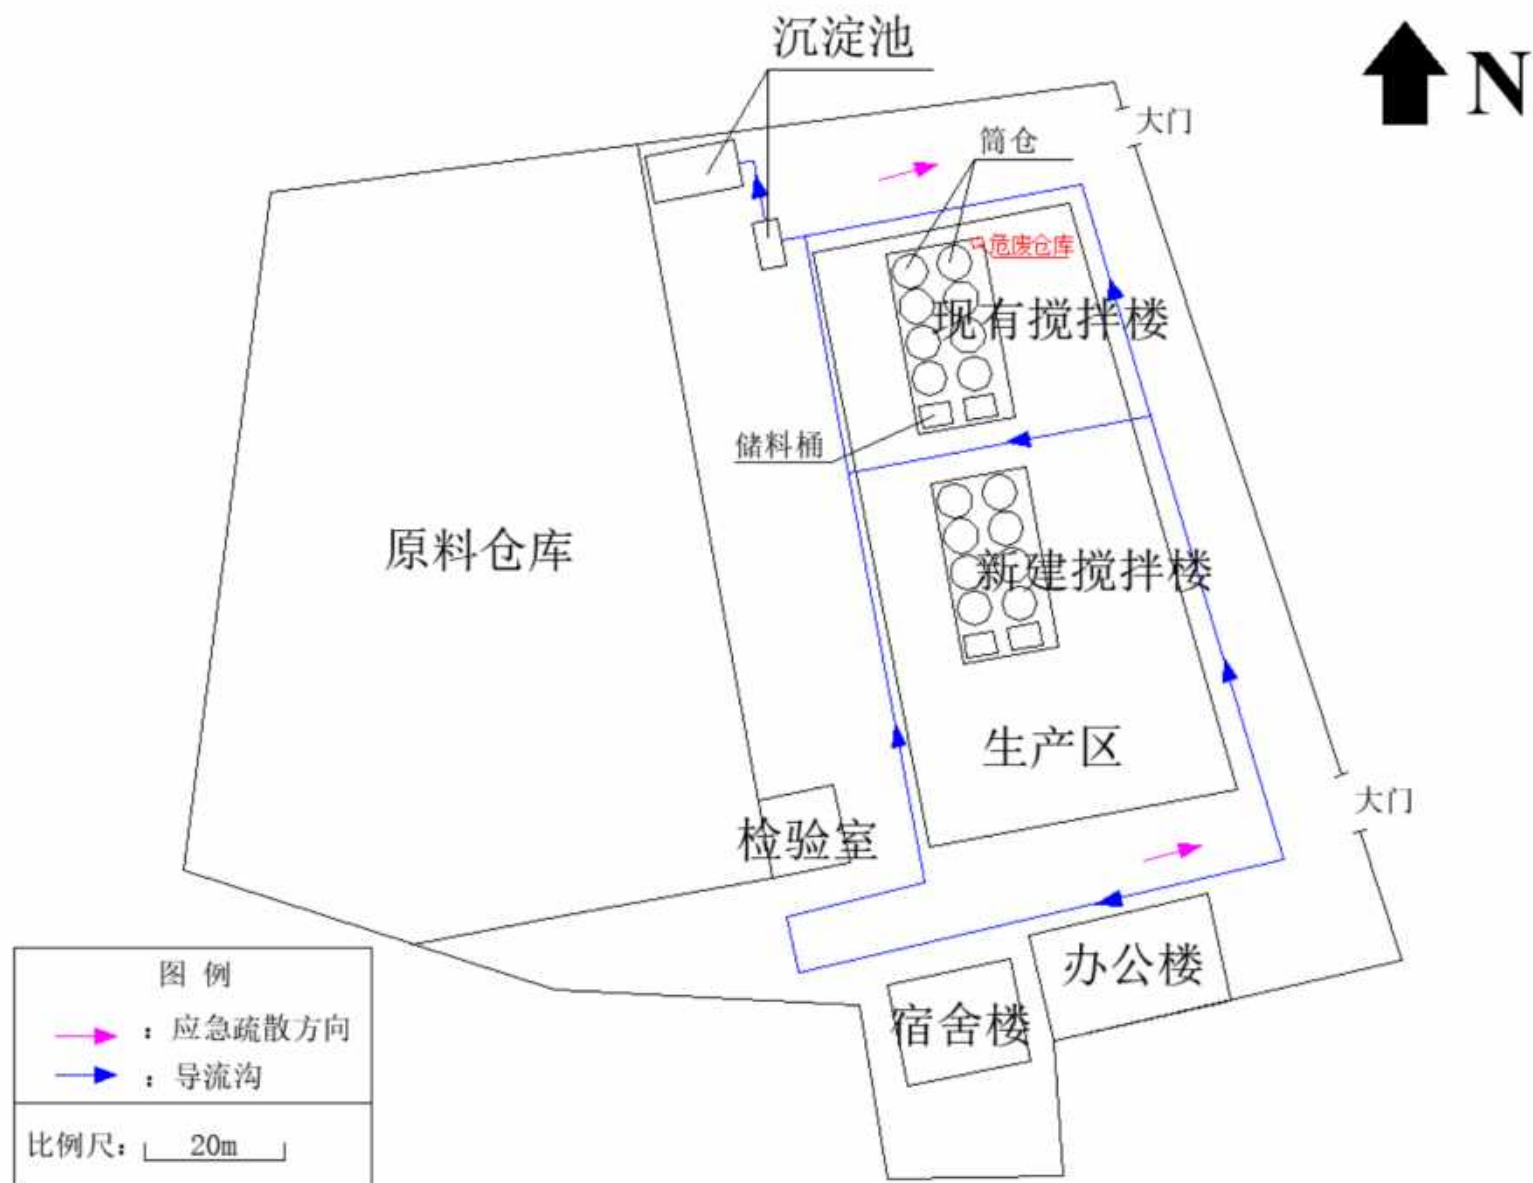 沉淀池
N
大门
筒仓
危废仓库
现有搅拌楼
储料桶
原料仓库
新建搅拌楼
生产区
大门
检验室
办公楼
宿舍楼
图 例
：应急疏散方向
：导流沟
比例尺： 20m